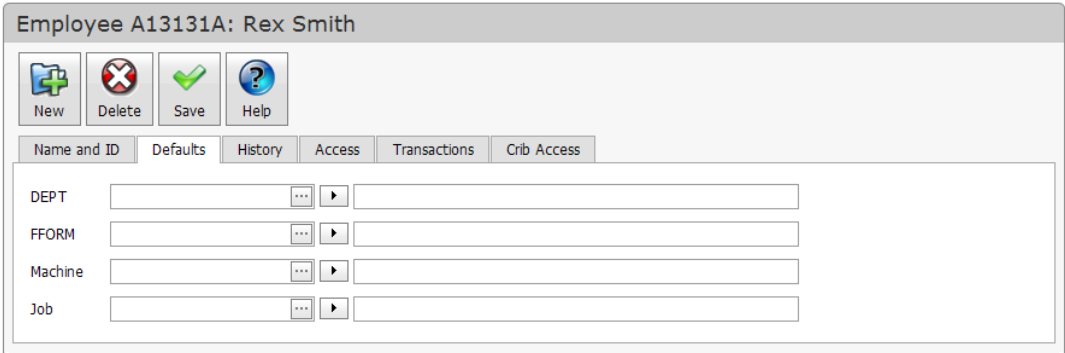 Employee A13131A: Rex Smith
New Delete Save Help
Name and ID Defaults History Access Transactions Crib Access
DEPT
FFORM
Machine
Job